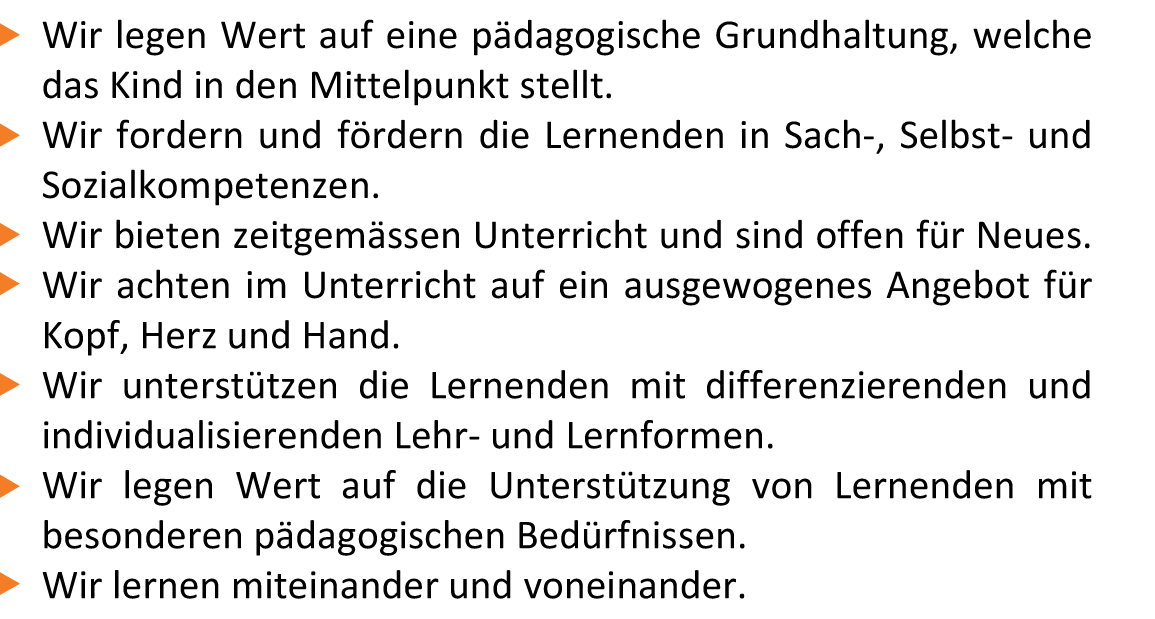 Wir legen Wert auf eine pädagogische Grundhaltung, welche
das Kind in den Mittelpunkt stellt.
Wir fordern und fördern die Lernenden in Sach-, Selbst- und
Sozialkompetenzen.
Wir bieten zeitgemässen Unterricht und sind offen für Neues.
Wir achten im Unterricht auf ein ausgewogenes Angebot für
Kopf, Herz und Hand.
Wir unterstützen die Lernenden mit differenzierenden und
individualisierenden Lehr- und Lernformen.
Wir legen Wert auf die Unterstützung von Lernenden mit
besonderen pädagogischen Bedürfnissen.
Wir lernen miteinander und voneinander.